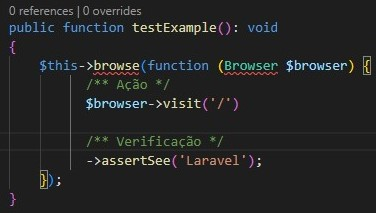 0 references | 0 overrides
public function testExample(): void
{
    $this->browse(function (Browser $browser) {
        /** Ação */
        $browser->visit('/')

        /** Verificação */
        ->assertSee('Laravel');
    });
}